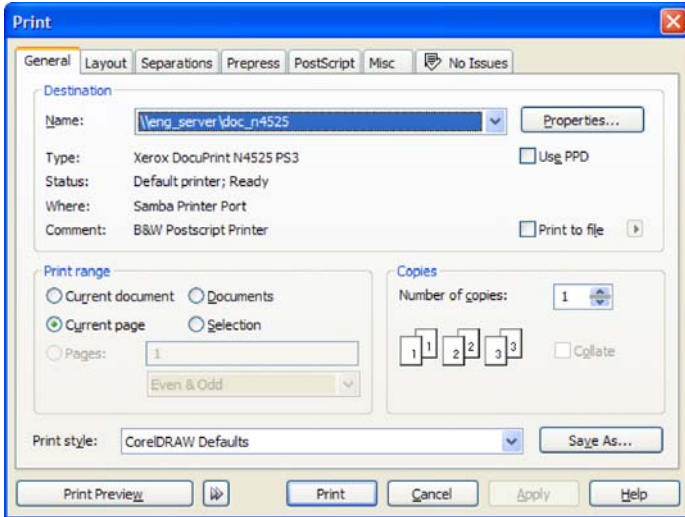 Print
General Layout Separations Prepress PostScript Misc No Issues
Destination
Name: \\eng_server\doc_n4525 Properties...
Type: Xerox DocuPrint N4525 PS3 Use PPD
Status: Default printer; Ready
Where: Samba Printer Port
Comment: B&W Postscript Printer Print to file
Print range Copies
Current document Documents Number of copies: 1
Current page Selection
1 1 2 2 3 3 Collate
Pages: 1
Even & Odd
Print style: CorelDRAW Defaults Save As...
Print Preview Print Cancel Apply Help